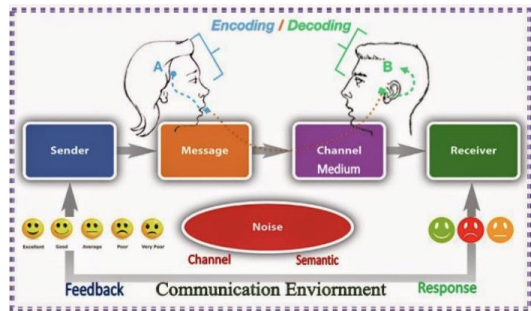 Encoding / Decoding
A
B
Sender
Message
Channel
Medium
Receiver
Noise
Excellent Good Average Poor Very Poor
Channel Semantic
Feedback Communication Enviornment Response